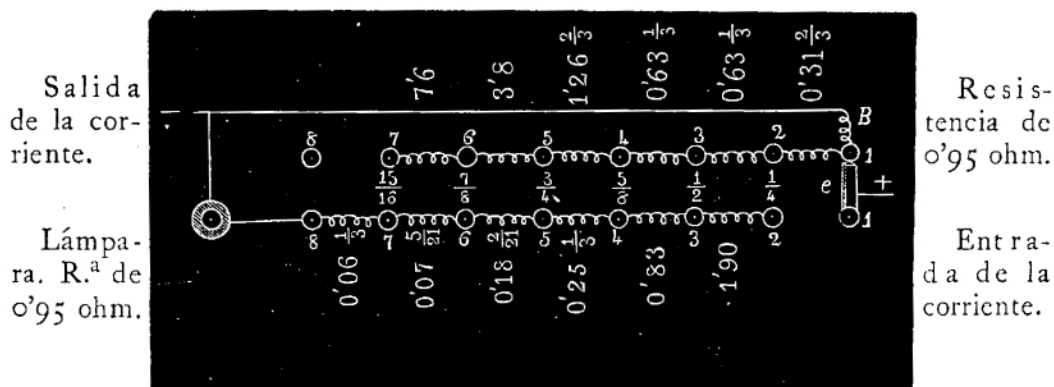 Salida
de la cor-
riente.
Lámpa-
ra. R.ª de
0'95 ohm.
7'6 3'8 1'26 2/3 0'63 1/3 0'63 1/3 0'31 2/3
B
8 7 6 5 4 3 2 1
15/16 7/8 3/4 5/8 1/2 1/4 e +
8 7 6 5 4 3 2 1
0'06 1/3 0'07 5/21 0'18 2/21 0'25 1/3 0'83 1'90
Resis-
tencia de
0'95 ohm.
Entra-
da de la
corriente.